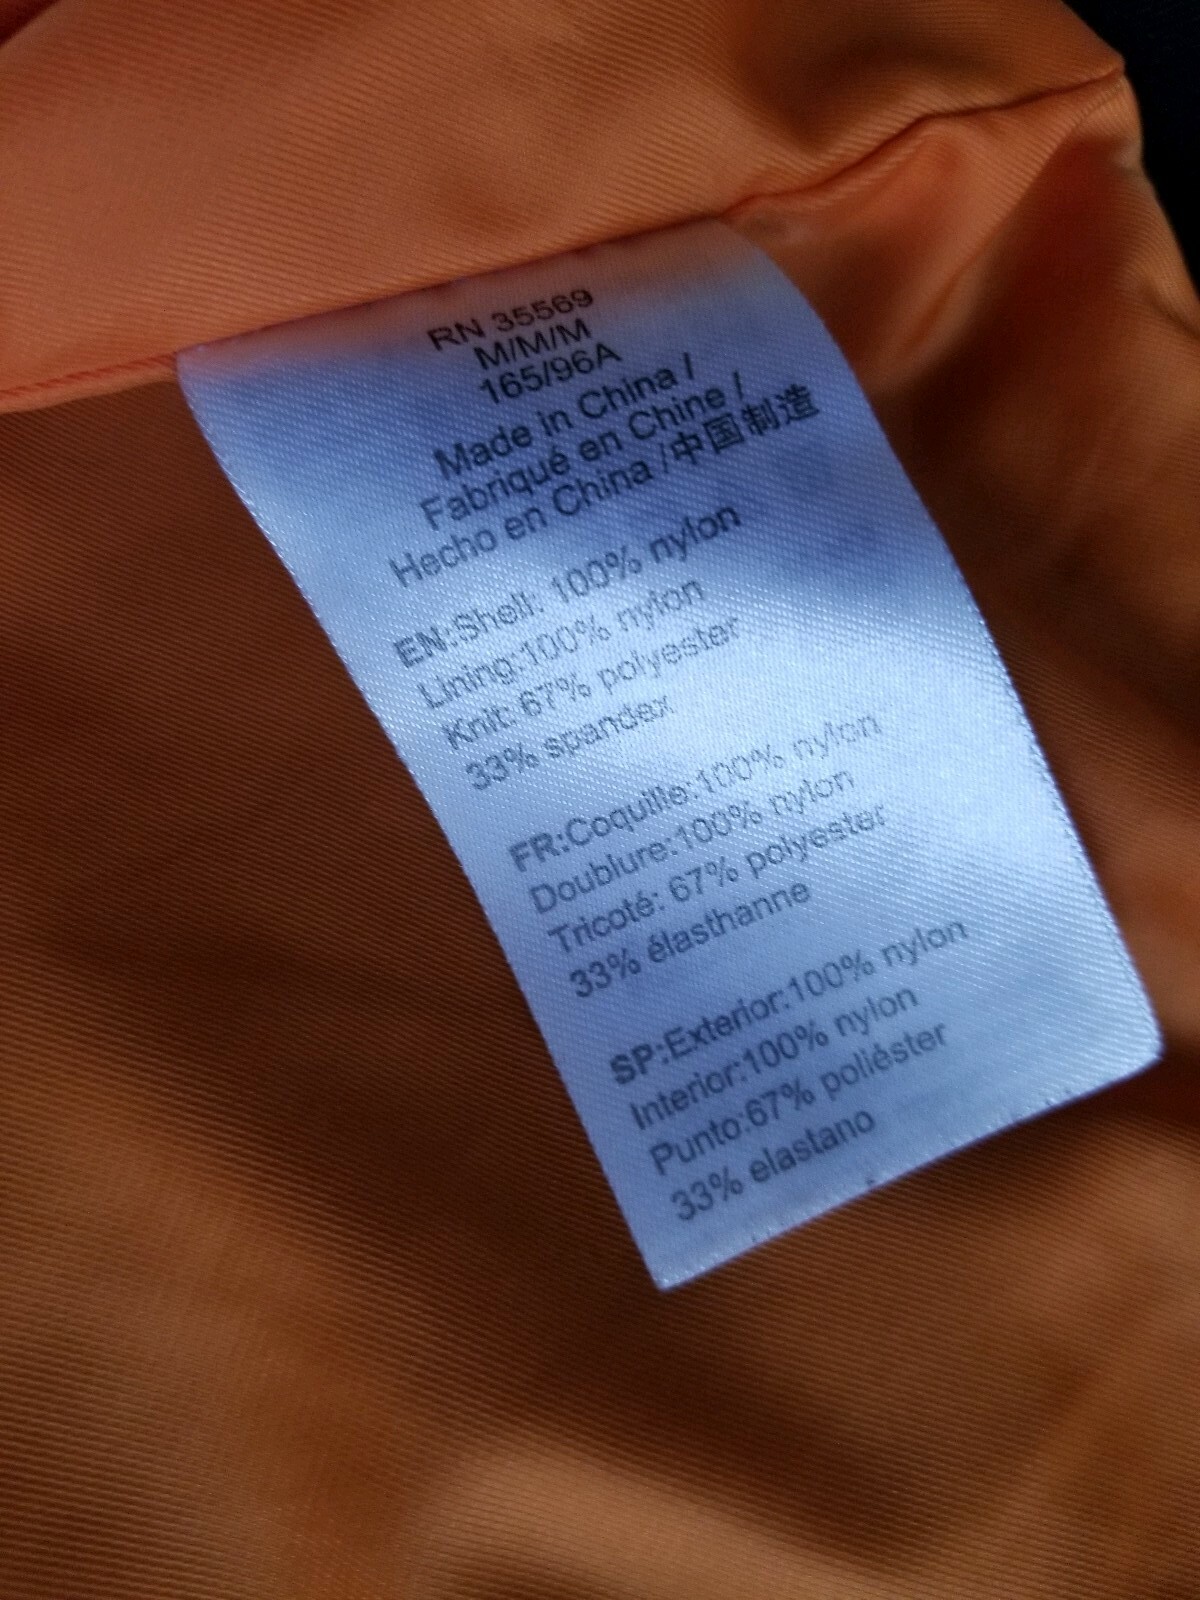 RN 35569
M/M/M
165/96A
Made in China /
Fabriqué en Chine /
Hecho en China /中国制造
EN:Shell: 100% nylon
Lining:100% nylon
Knit: 67% polyester
33% spandex
FR:Coquille:100% nylon
Doublure:100% nylon
Tricoté: 67% polyester
33% élasthanne
SP:Exterior:100% nylon
Interior:100% nylon
Punto:67% poliéster
33% elastano